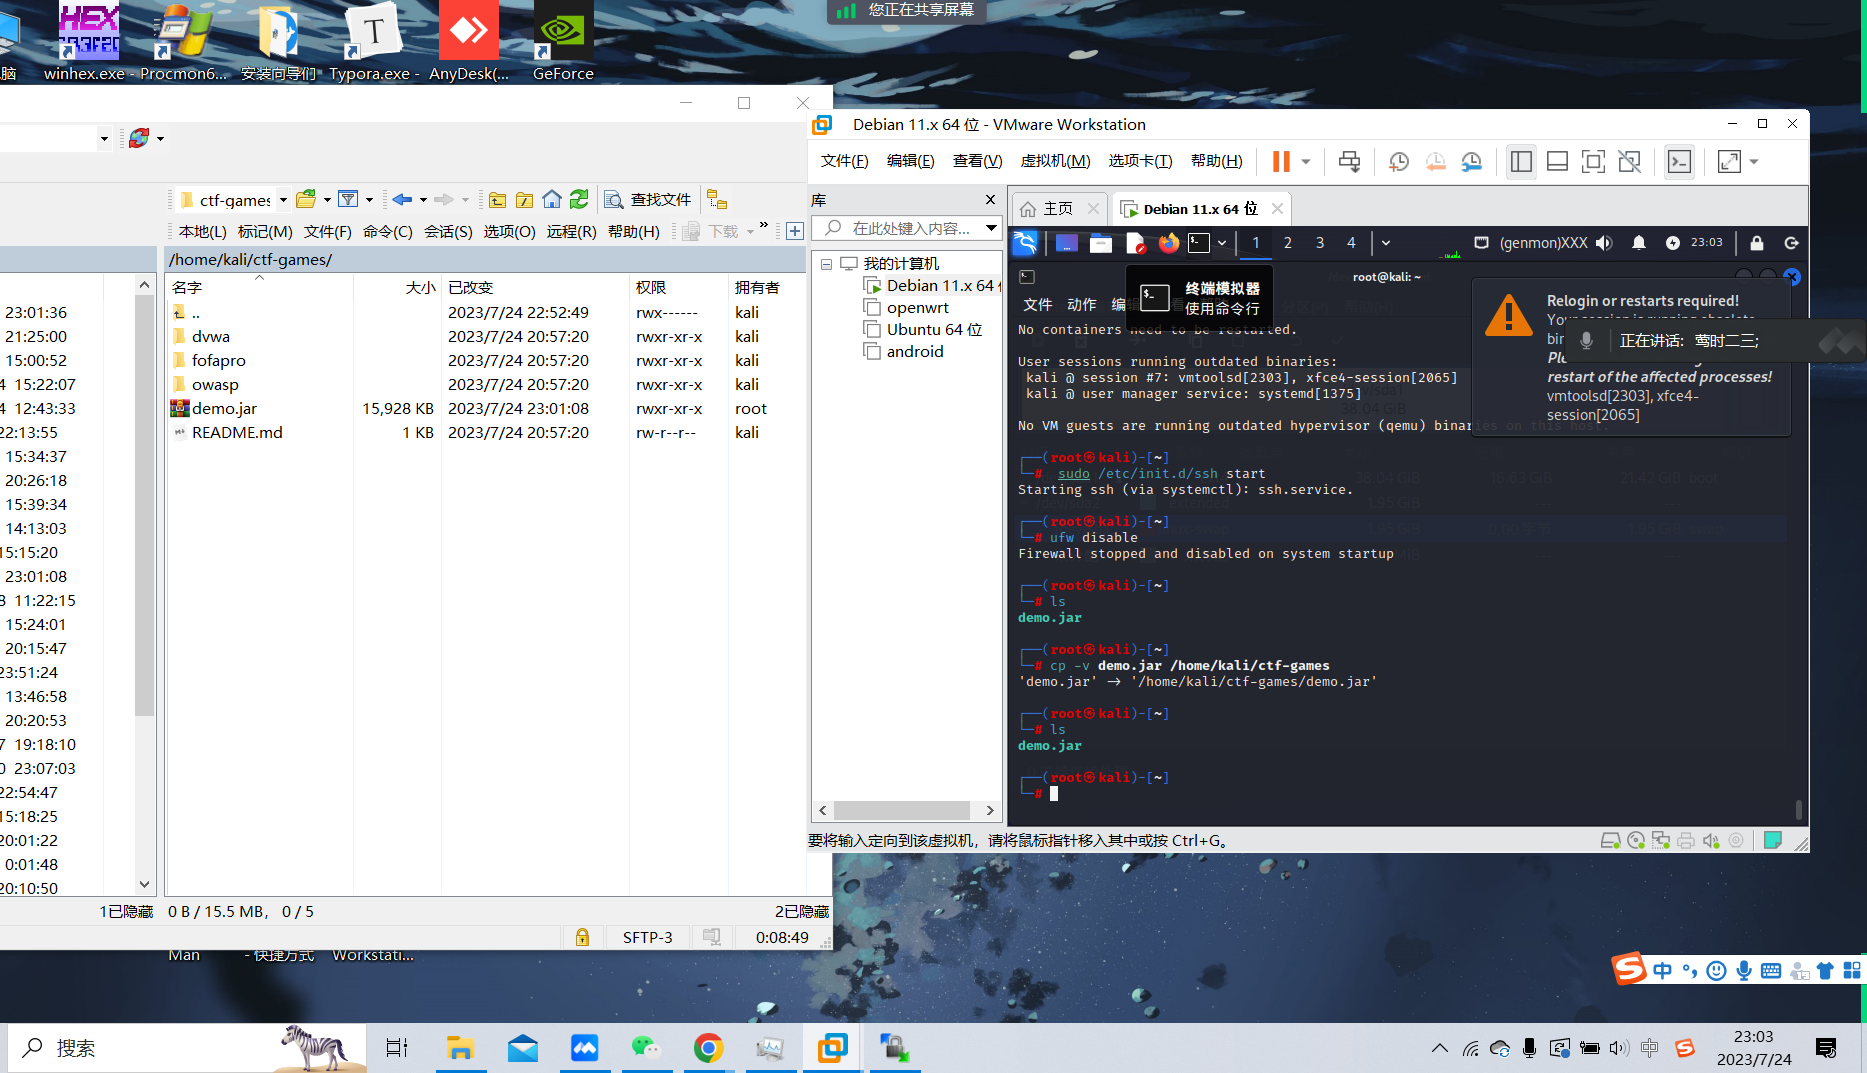 您正在共享屏幕
脑
winhex.exe -
Procmon6...
安装向导们
Typora.exe -
AnyDesk(...
GeForce
ctf-games
查找文件
本地(L) 标记(M) 文件(F) 命令(C) 会话(S) 选项(O) 远程(R) 帮助(H)
下载
»
/home/kali/ctf-games/
名字 大小 已改变 权限 拥有者
.. 2023/7/24 22:52:49 rwx------ kali
dvwa 2023/7/24 20:57:20 rwxr-xr-x kali
fofapro 2023/7/24 20:57:20 rwxr-xr-x kali
owasp 2023/7/24 20:57:20 rwxr-xr-x kali
demo.jar 15,928 KB 2023/7/24 23:01:08 rwxr-xr-x root
README.md 1 KB 2023/7/24 20:57:20 rw-r--r-- kali
23:01:36
21:25:00
15:00:52
4 15:22:07
4 12:43:33
22:13:55
15:34:37
20:26:18
15:39:34
14:13:03
15:15:20
23:01:08
8 11:22:15
15:24:01
20:15:47
23:51:24
13:46:58
20:20:53
7 19:18:10
0 23:07:03
22:54:47
15:18:25
20:01:22
0:01:48
20:10:50
1已隐藏
0 B / 15.5 MB， 0 / 5
2已隐藏
SFTP-3
0:08:49
Man
- 快捷方式
Workstati...
Debian 11.x 64 位 - VMware Workstation
文件(F) 编辑(E) 查看(V) 虚拟机(M) 选项卡(T) 帮助(H)
库
在此处键入内容...
我的计算机
Debian 11.x 64
openwrt
Ubuntu 64 位
android
主页
Debian 11.x 64 位
1 2 3 4
(genmon)XXX
23:03
root@kali: ~
文件 动作
终端模拟器
使用命令行
No containers need to be restarted.
User sessions running outdated binaries:
kali @ session #7: vmtoolsd[2303], xfce4-session[2065]
kali @ user manager service: systemd[1375]
No VM guests are running outdated hypervisor (qemu) binaries on this host.
┌──(root㉿kali)-[~]
└─# sudo /etc/init.d/ssh start
Starting ssh (via systemctl): ssh.service.
┌──(root㉿kali)-[~]
└─# ufw disable
Firewall stopped and disabled on system startup
┌──(root㉿kali)-[~]
└─# ls
demo.jar
┌──(root㉿kali)-[~]
└─# cp -v demo.jar /home/kali/ctf-games
'demo.jar' -> '/home/kali/ctf-games/demo.jar'
┌──(root㉿kali)-[~]
└─# ls
demo.jar
┌──(root㉿kali)-[~]
└─#
Relogin or restarts required!
正在讲话: 莺时二三;
restart of the affected processes!
vmtoolsd[2303], xfce4-
session[2065]
要将输入定向到该虚拟机，请将鼠标指针移入其中或按 Ctrl+G。
中
搜索
中
23:03
2023/7/24